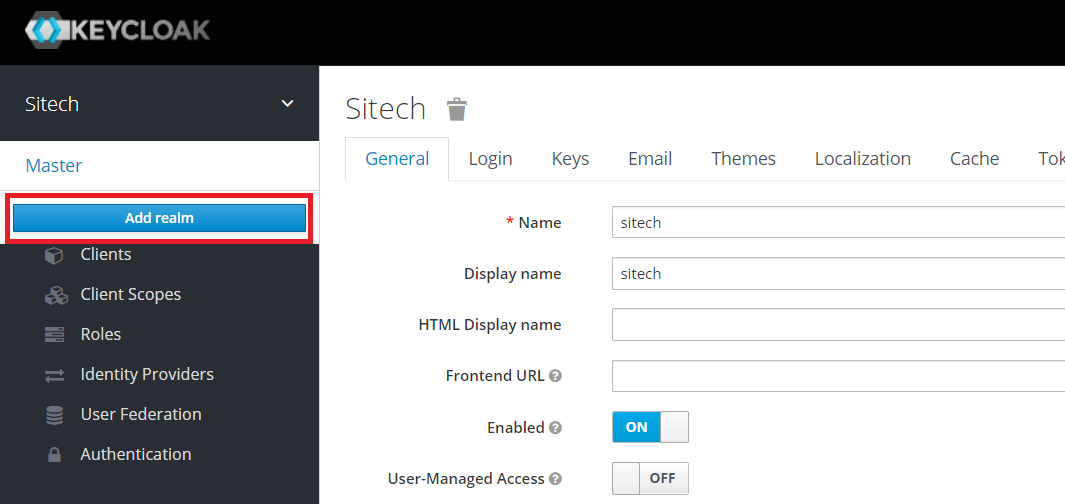 KEYCLOAK
Sitech
Master
Add realm
Clients
Client Scopes
Roles
Identity Providers
User Federation
Authentication
Sitech
General Login Keys Email Themes Localization Cache Tok
* Name sitech
Display name sitech
HTML Display name
Frontend URL ?
Enabled ? ON
User-Managed Access ? OFF